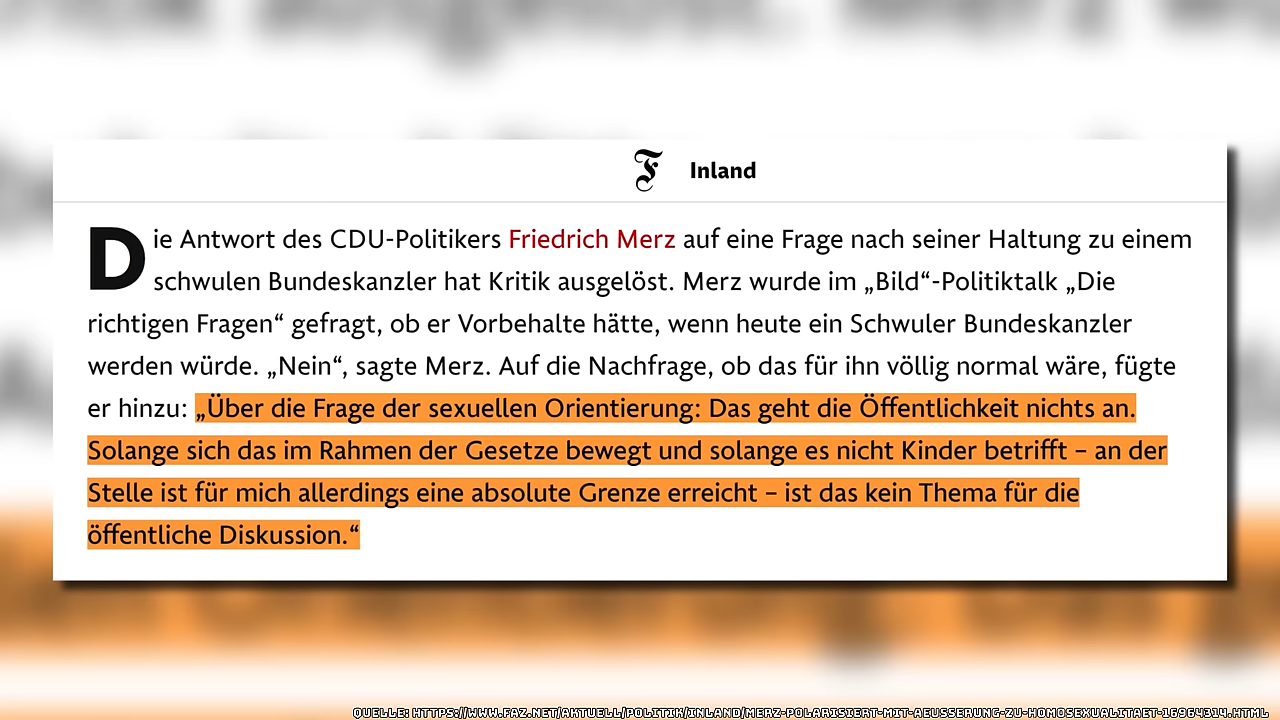 F Inland
Die Antwort des CDU-Politikers Friedrich Merz auf eine Frage nach seiner Haltung zu einem
schwulen Bundeskanzler hat Kritik ausgelöst. Merz wurde im „Bild“-Politiktalk „Die
richtigen Fragen“ gefragt, ob er Vorbehalte hätte, wenn heute ein Schwuler Bundeskanzler
werden würde. „Nein“, sagte Merz. Auf die Nachfrage, ob das für ihn völlig normal wäre, fügte
er hinzu: „Über die Frage der sexuellen Orientierung: Das geht die Öffentlichkeit nichts an.
Solange sich das im Rahmen der Gesetze bewegt und solange es nicht Kinder betrifft – an der
Stelle ist für mich allerdings eine absolute Grenze erreicht – ist das kein Thema für die
öffentliche Diskussion.“
QUELLE: HTTPS://WWW.FAZ.NET/AKTUELL/POLITIK/INLAND/MERZ-POLARISIERT-MIT-AEUSSERUNG-ZU-HOMOSEXUALITAET-16964314.HTML